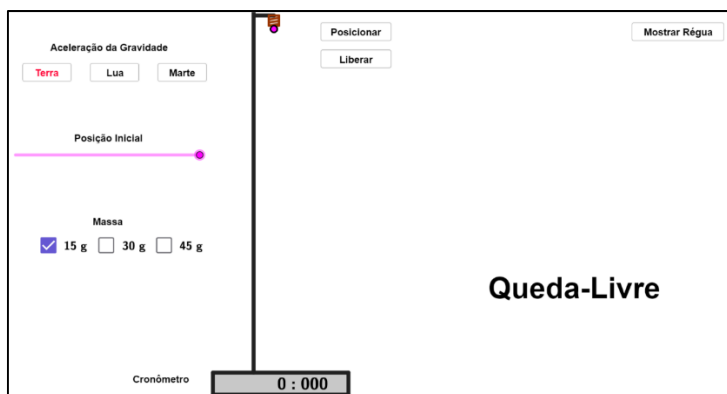 Posicionar
Mostrar Régua
Aceleração da Gravidade
Liberar
Terra Lua Marte
Posição Inicial
Massa
15 g 30 g 45 g
Queda-Livre
Cronômetro
0 : 000